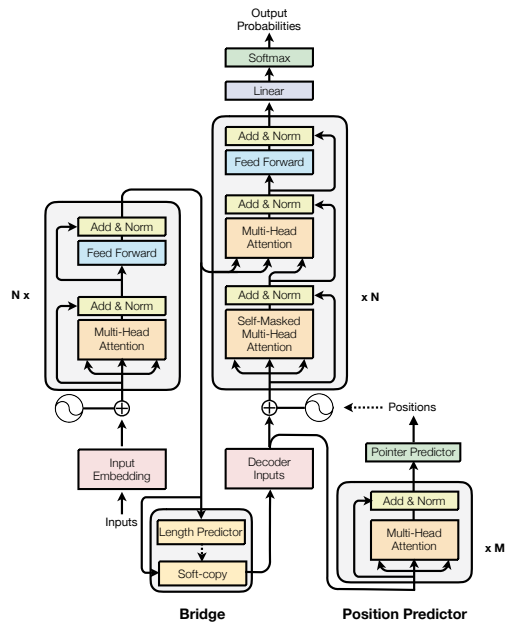 Output
Probabilities
Softmax
Linear
Add & Norm
Feed Forward
Add & Norm
Multi-Head
Attention
Add & Norm
Self-Masked
Multi-Head
Attention
x N
Add & Norm
Feed Forward
N x
Add & Norm
Multi-Head
Attention
Input
Embedding
Inputs
Decoder
Inputs
Length Predictor
Soft-copy
Bridge
Positions
Pointer Predictor
Add & Norm
Multi-Head
Attention
x M
Position Predictor